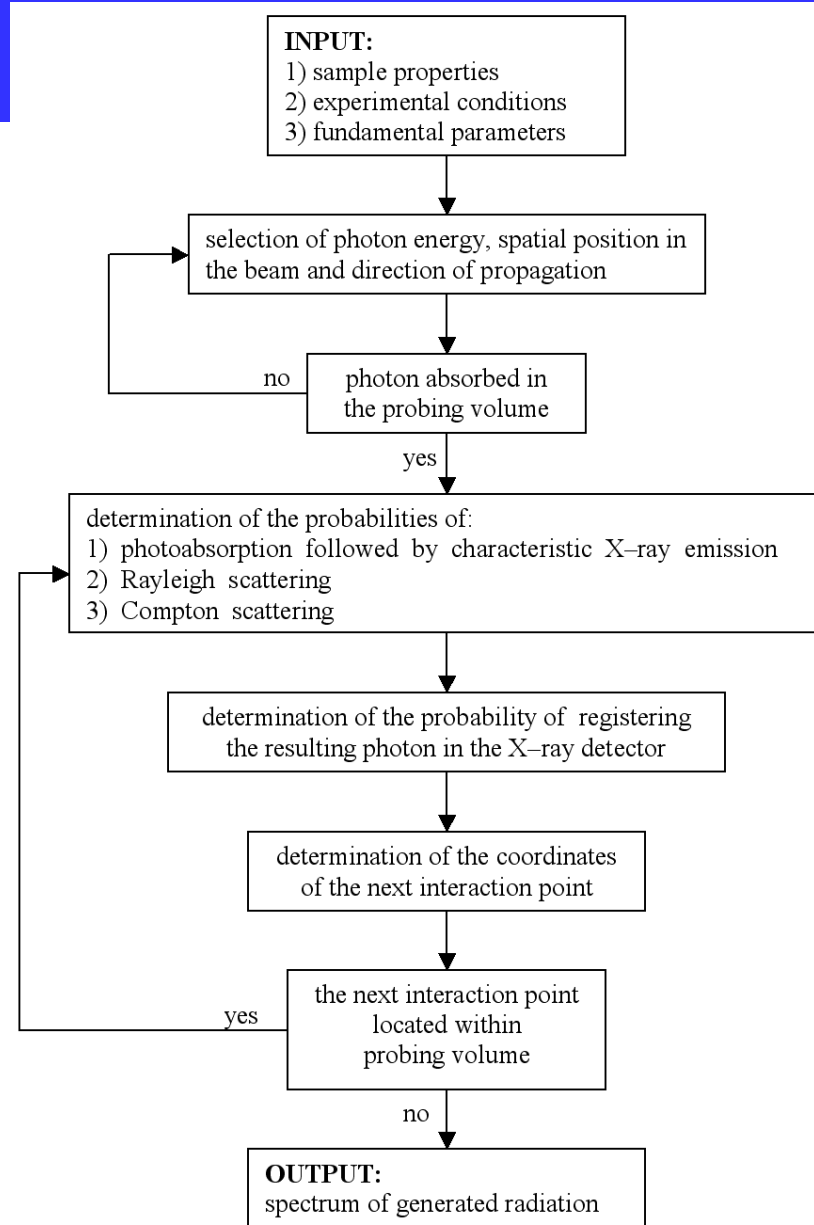 INPUT:
1) sample properties
2) experimental conditions
3) fundamental parameters
selection of photon energy, spatial position in
the beam and direction of propagation
no
photon absorbed in
the probing volume
yes
determination of the probabilities of:
1) photoabsorption followed by characteristic X–ray emission
2) Rayleigh scattering
3) Compton scattering
determination of the probability of registering
the resulting photon in the X–ray detector
determination of the coordinates
of the next interaction point
yes
the next interaction point
located within
probing volume
no
OUTPUT:
spectrum of generated radiation